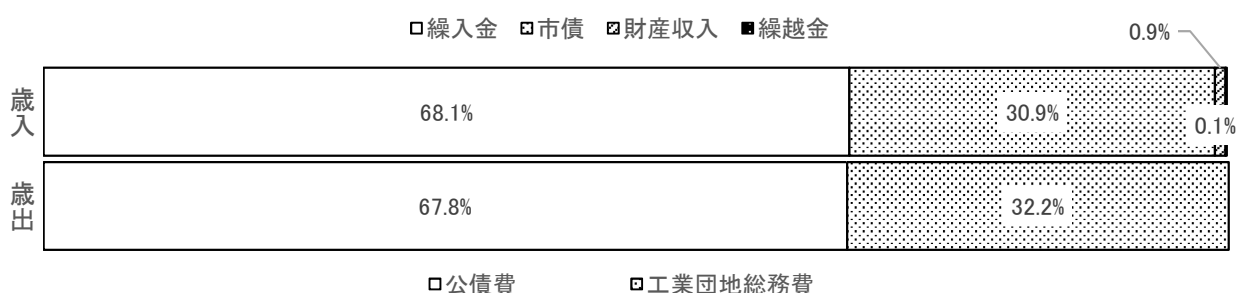 繰入金 市債 財産収入 繰越金
0.9%
歳入
68.1%
30.9%
0.1%
歳出
67.8%
32.2%
公債費 工業団地総務費